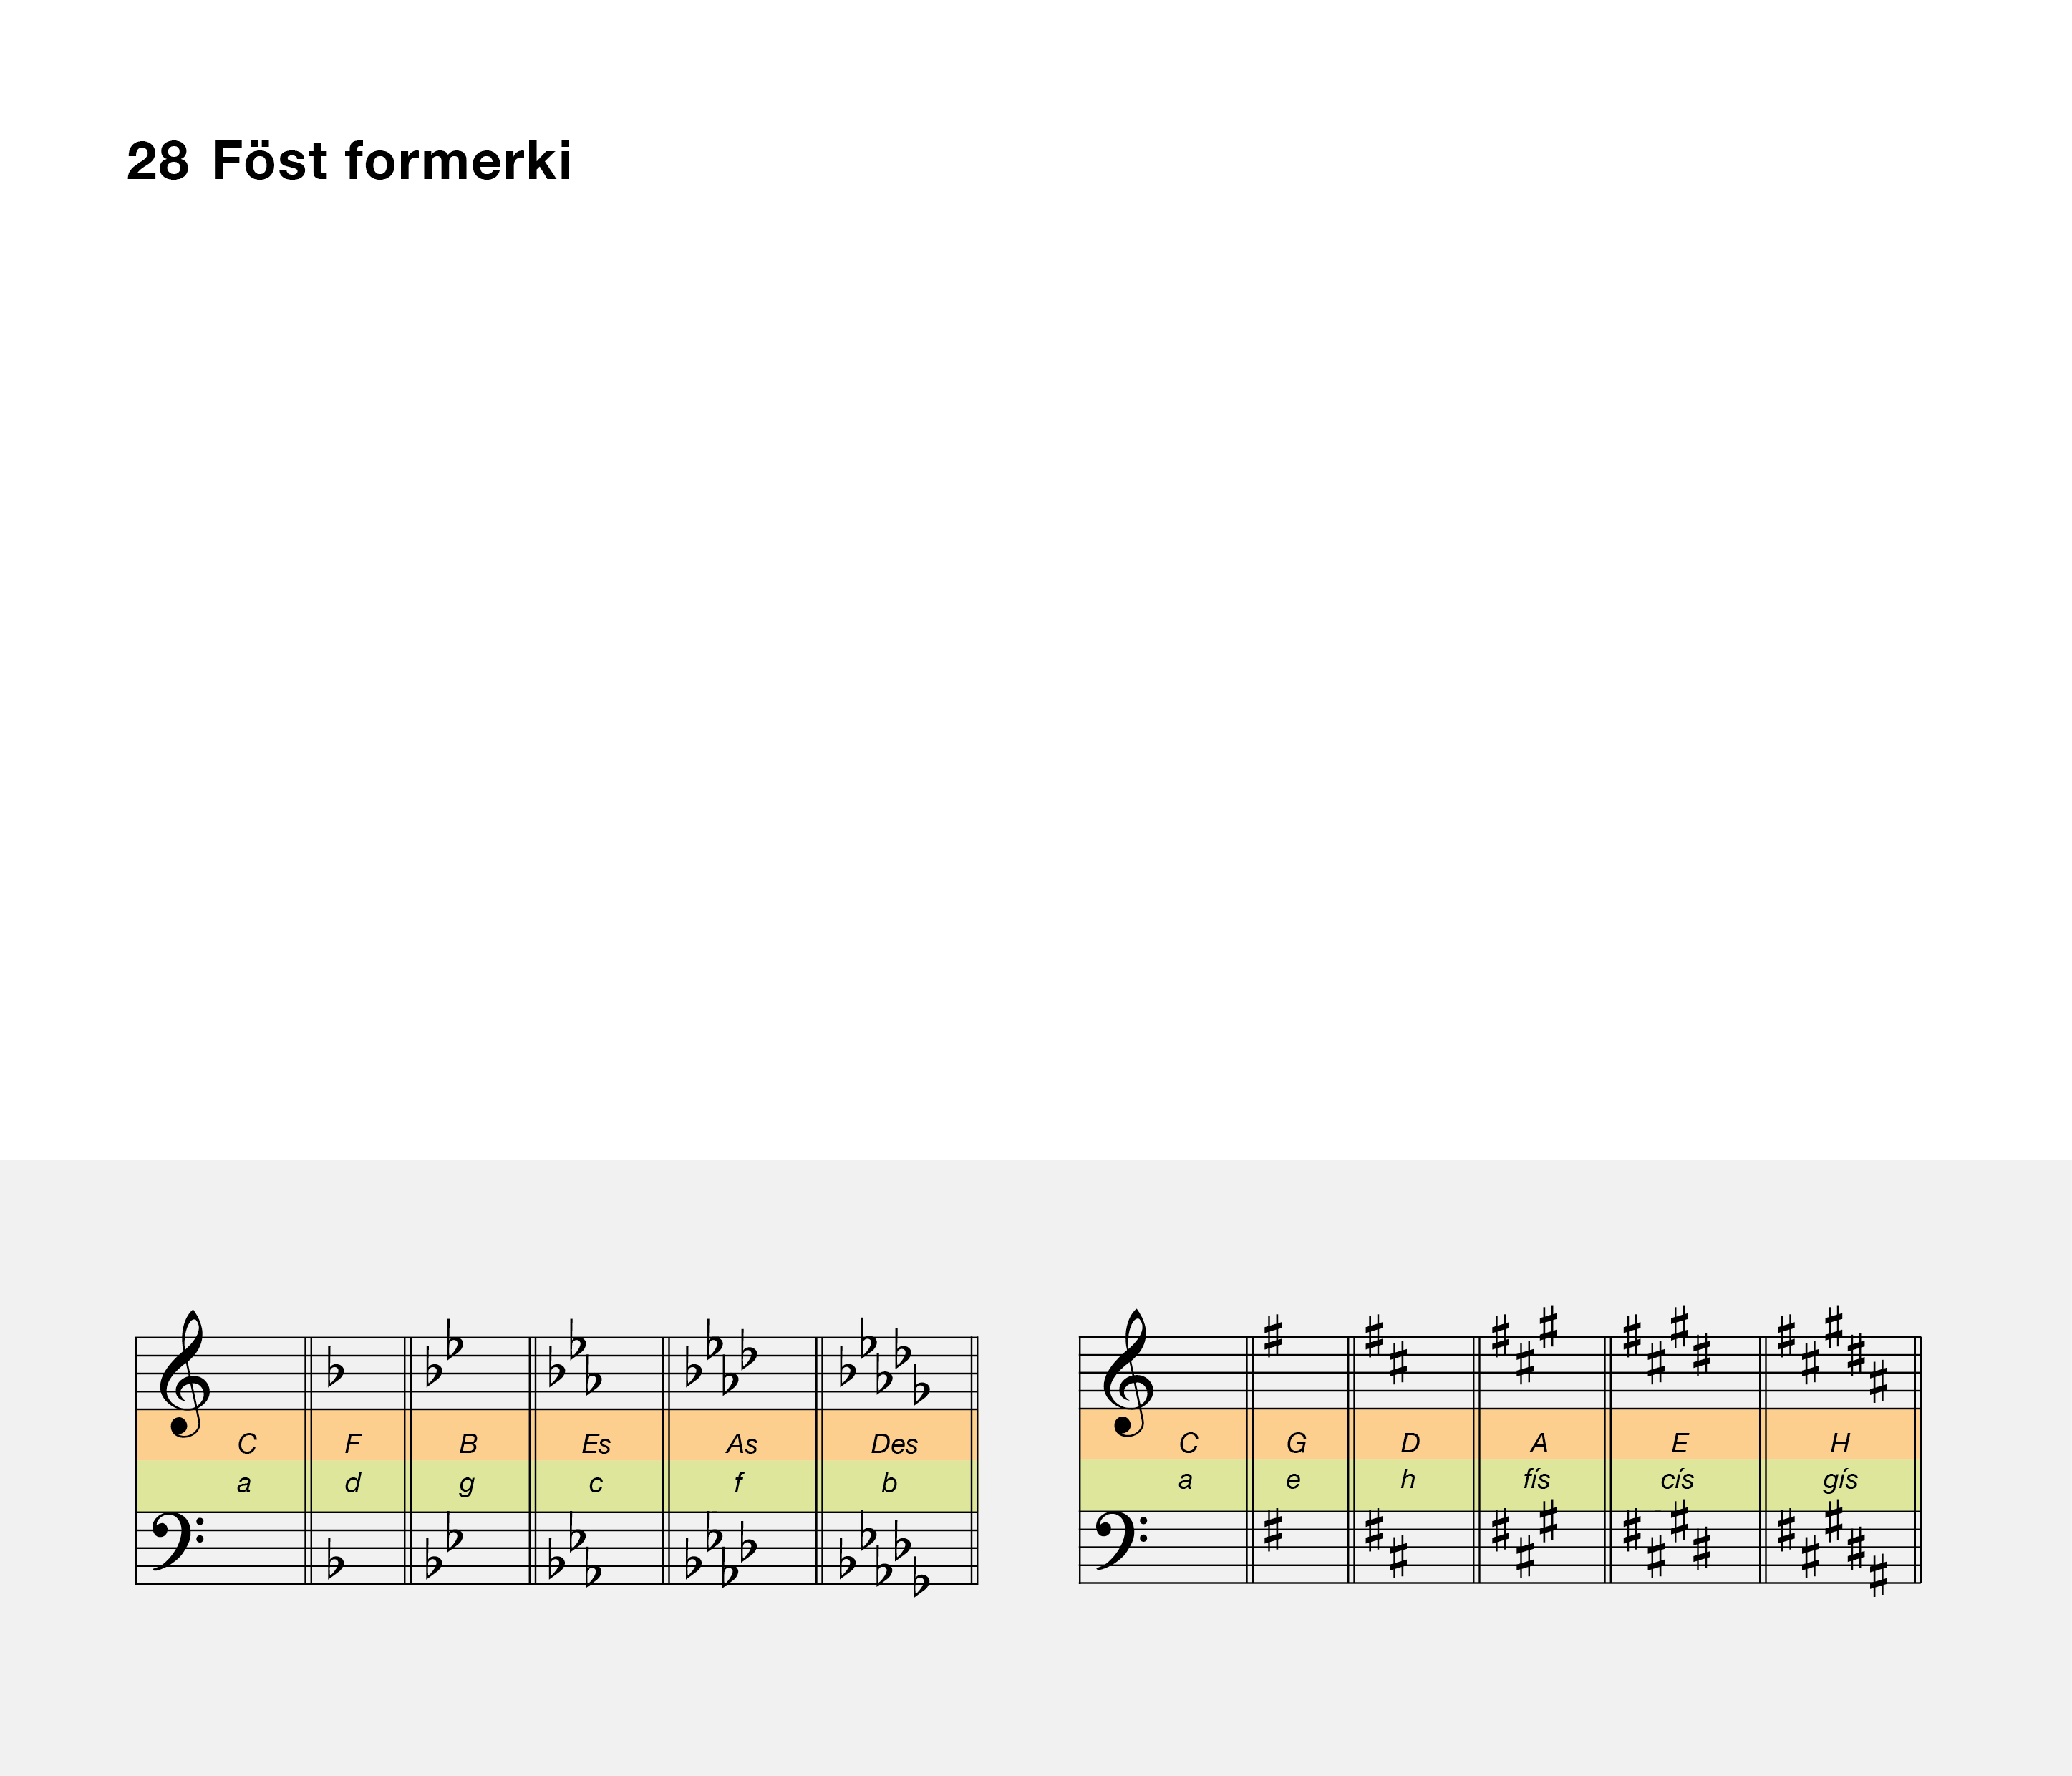 28 Föst formerki
C F B Es As Des
a d g c f b
C G D A E H
a e h fís cís gís